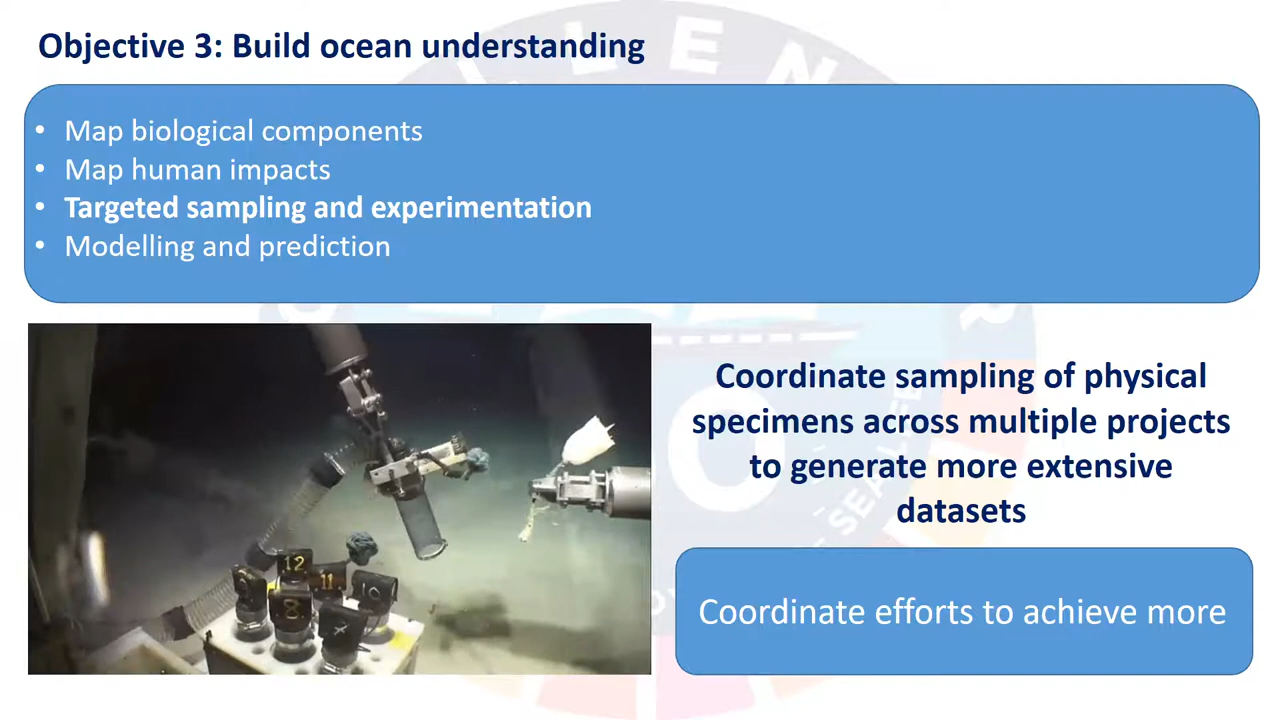 Objective 3: Build ocean understanding
• Map biological components
• Map human impacts
• Targeted sampling and experimentation
• Modelling and prediction
Coordinate sampling of physical
specimens across multiple projects
to generate more extensive
datasets
Coordinate efforts to achieve more
12
11
10
8